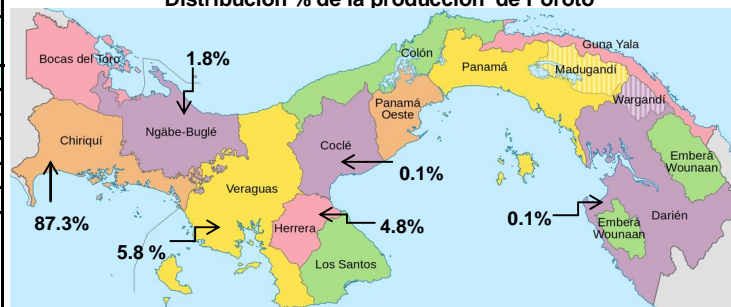 Distribución % de la producción de Poroto
Bocas del Toro
1.8%
Colón
Guna Yala
Panamá
Madugandí
Wargandí
Panamá
Oeste
Chiriquí
Ngäbe-Buglé
Coclé
0.1%
Emberá
Wounaan
Veraguas
87.3%
5.8 %
Herrera
4.8%
0.1%
Emberá
Wounaan
Darién
Los Santos